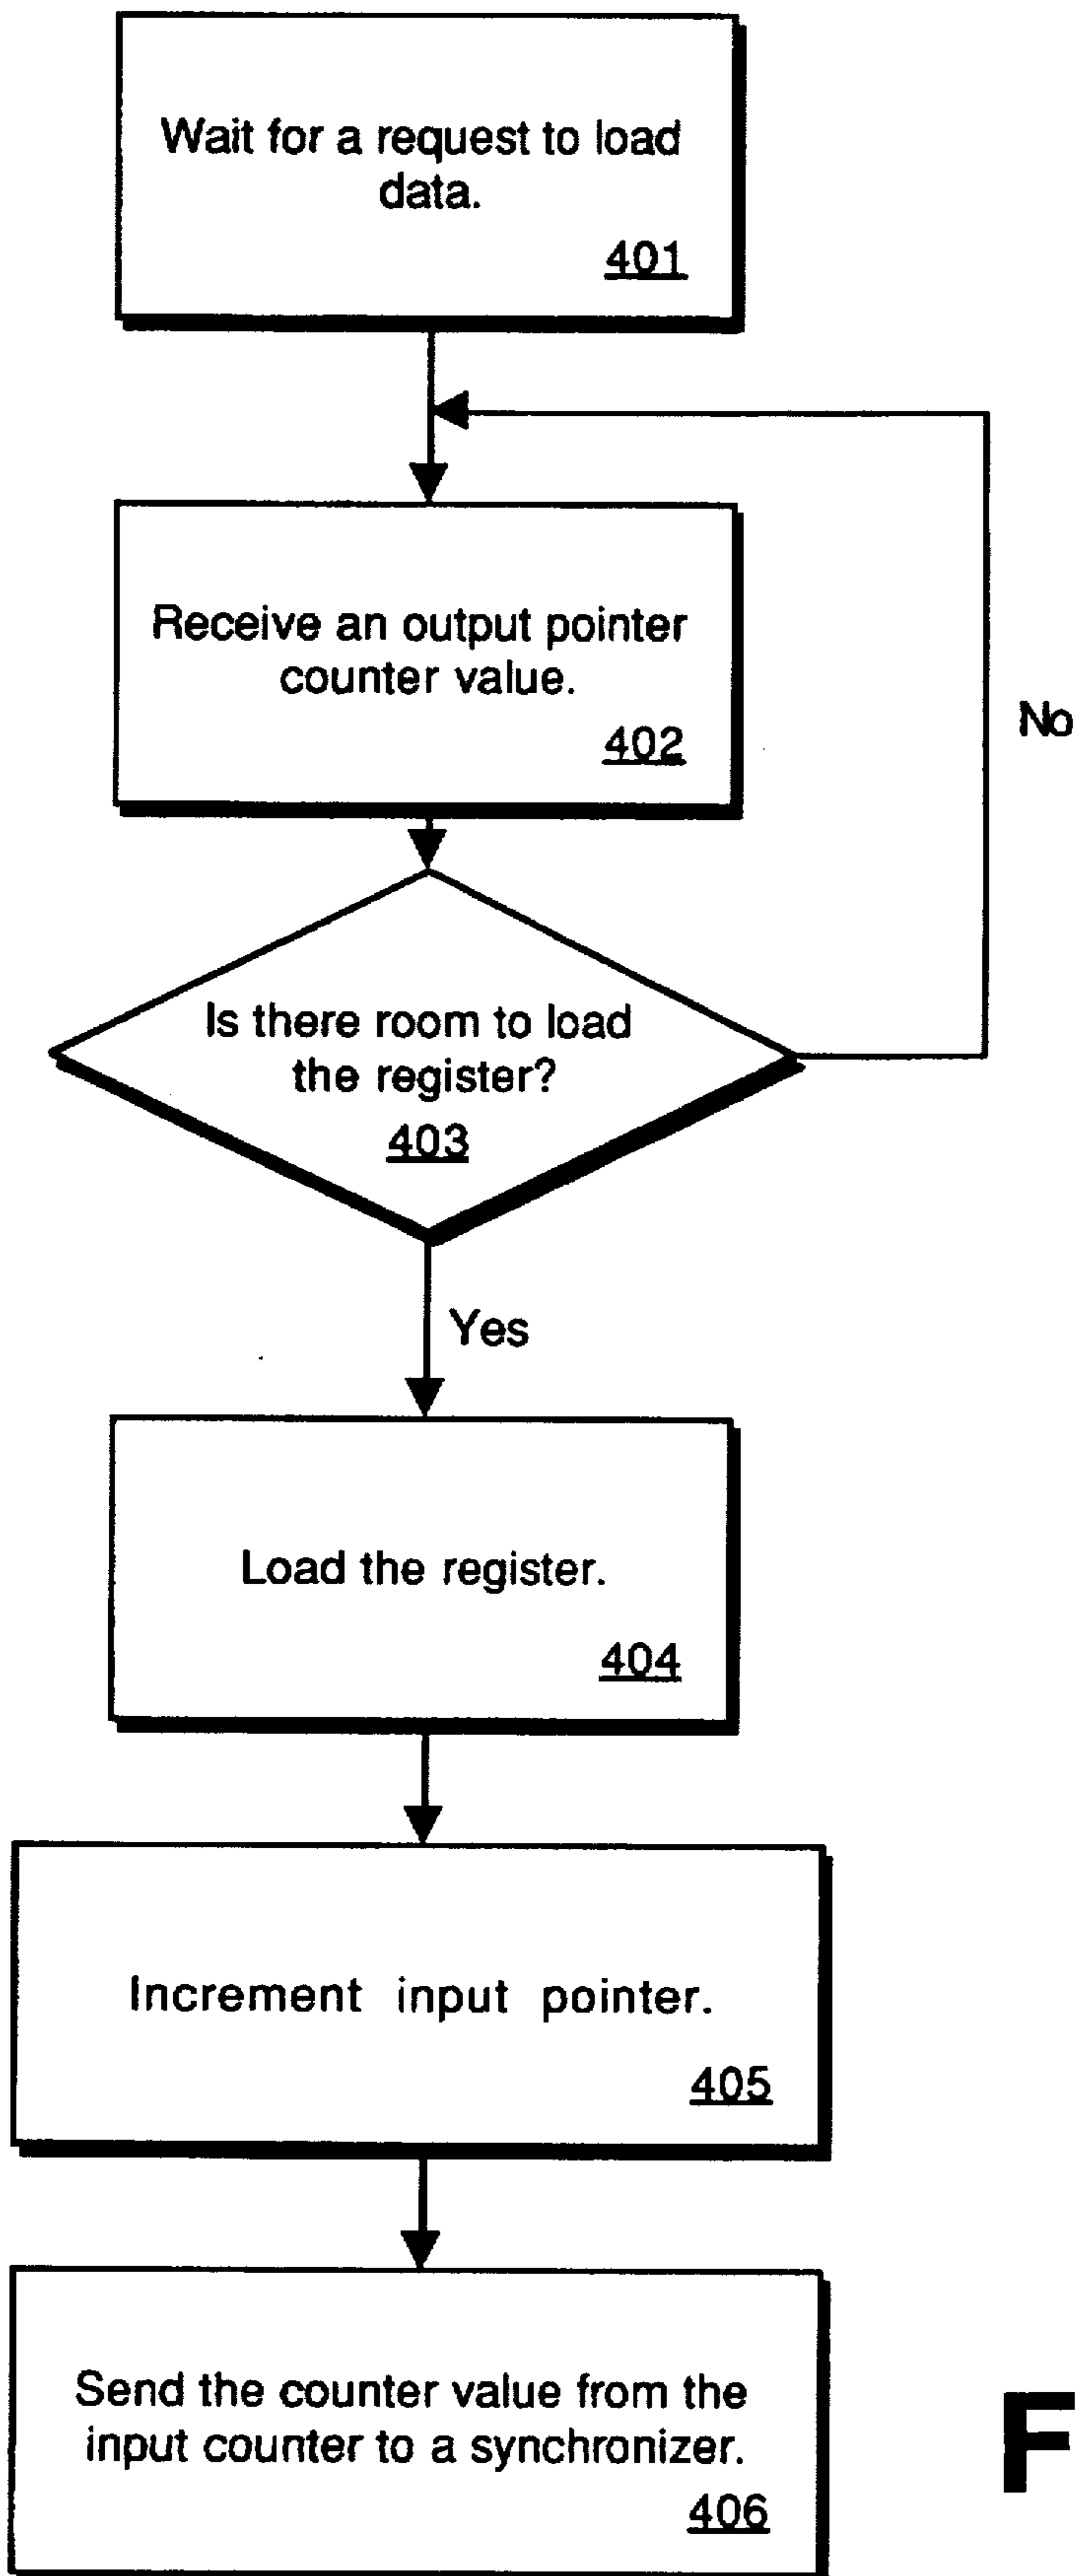 Wait for a request to load
data.
401
Receive an output pointer
counter value.
402
No
Is there room to load
the register?
403
Yes
Load the register.
404
Increment input pointer.
405
Send the counter value from the
input counter to a synchronizer.
406
F